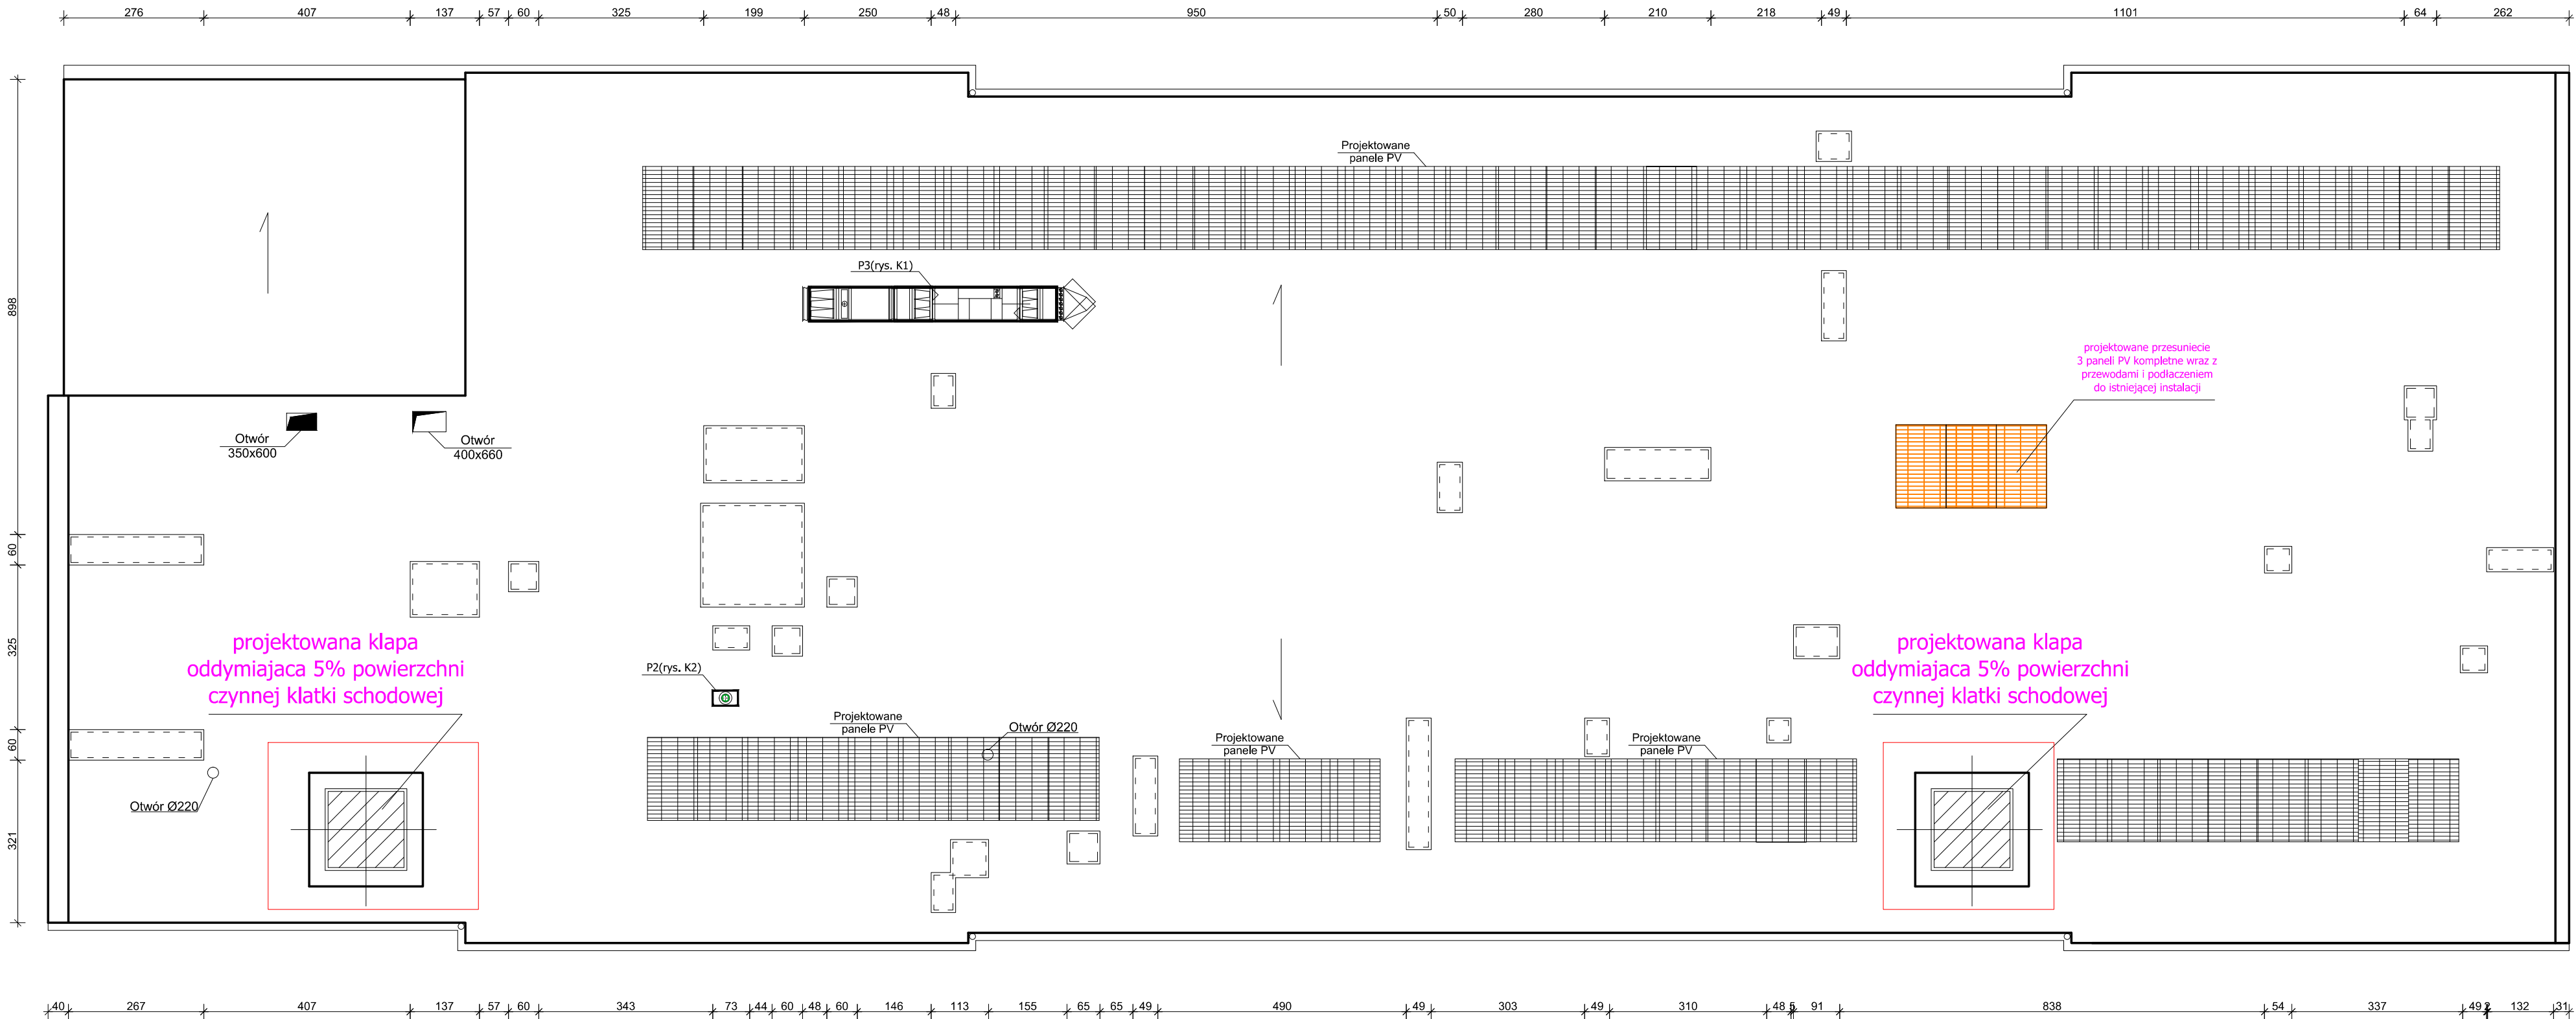 276 407 137 57 60 325 199 250 48 950 50 280 210 218 49 1101 64 262
Projektowane
panele PV
P3(rys. K1)
898
projektowane przesuniecie
3 paneli PV kompletne wraz z
przewodami i podłaczeniem
do istniejącej instalacji
Otwór
350x600
Otwór
400x660
60
325
projektowana klapa
oddymiajaca 5% powierzchni
czynnej klatki schodowej
projektowana klapa
oddymiajaca 5% powierzchni
czynnej klatki schodowej
P2(rys. K2)
Projektowane
panele PV
Otwór Ø220
Projektowane
panele PV
Projektowane
panele PV
60
Otwór Ø220
321
40 267 407 137 57 60 343 73 44 60 48 60 146 113 155 65 65 49 490 49 303 49 310 48 5 91 838 54 337 49 2 132 31